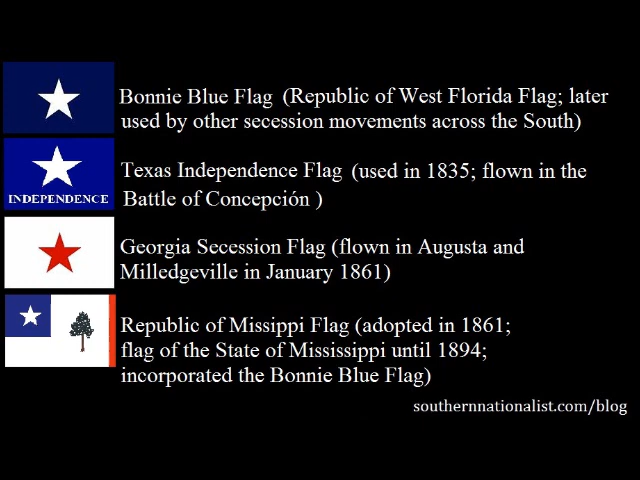 Bonnie Blue Flag (Republic of West Florida Flag; later
used by other secession movements across the South)
Texas Independence Flag (used in 1835; flown in the
INDEPENDENCE
Battle of Concepción )
Georgia Secession Flag (flown in Augusta and
Milledgeville in January 1861)
Republic of Missippi Flag (adopted in 1861;
flag of the State of Mississippi until 1894;
incorporated the Bonnie Blue Flag)
southernnationalist.com/blog